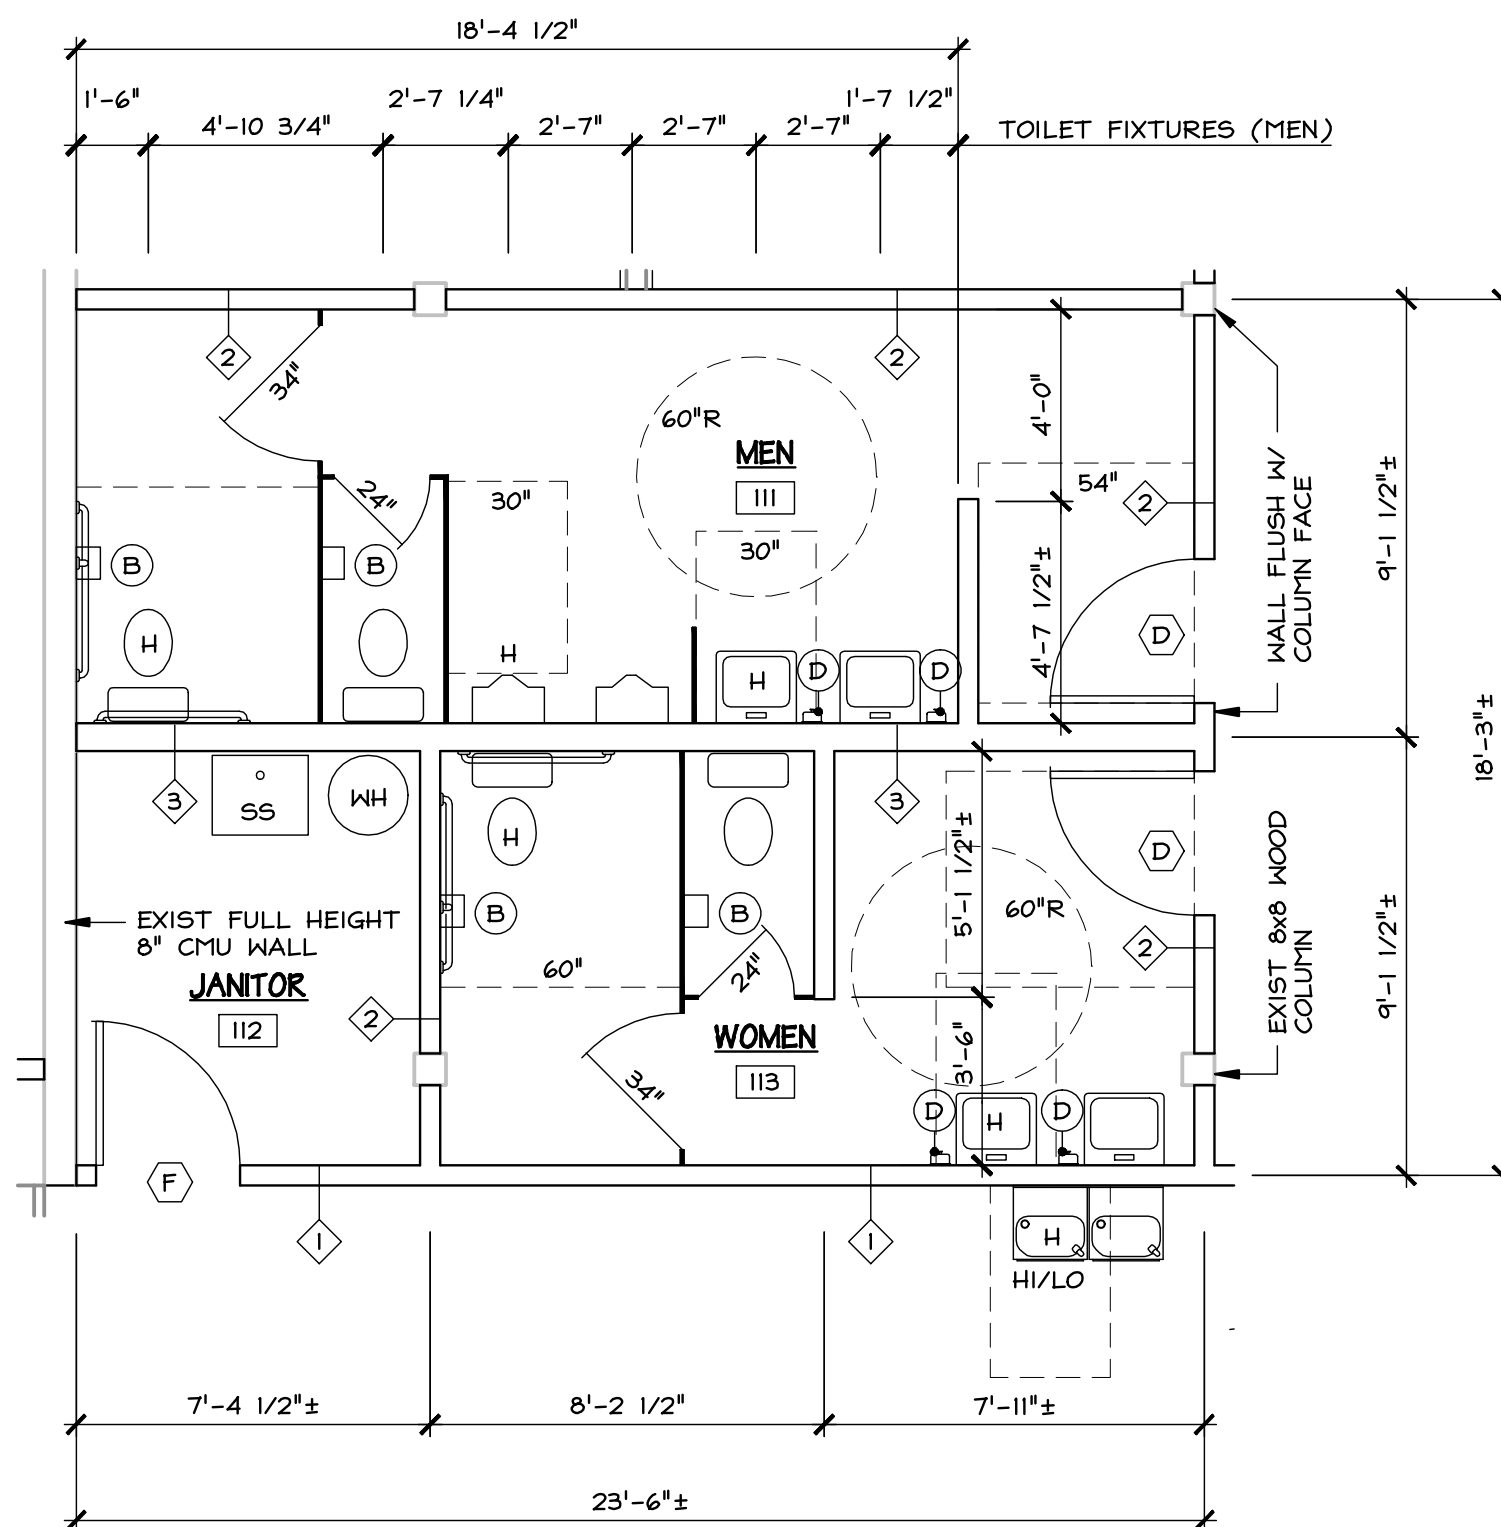 18'-4 1/2"
1'-6"
2'-7 1/4"
1'-7 1/2"
4'-10 3/4"
2'-7"
2'-7"
2'-7"
TOILET FIXTURES (MEN)
2
2
34"
60"R
4'-0"
MEN
111
24"
30"
30"
54"
2
WALL FLUSH W/
COLUMN FACE
9'-1 1/2"±
B
B
4'-7 1/2"±
H
H
H
D
D
D
18'-3"±
3
SS
WH
H
3
5'-1 1/2"±
D
EXIST FULL HEIGHT
8" CMU WALL
B
B
60"R
2
EXIST 8x8 WOOD
COLUMN
9'-1 1/2"±
JANITOR
112
60"
24"
2
WOMEN
113
3'-6"
34"
D
H
D
F
1
1
H
HI/LO
7'-4 1/2"±
8'-2 1/2"
7'-11"±
23'-6"±